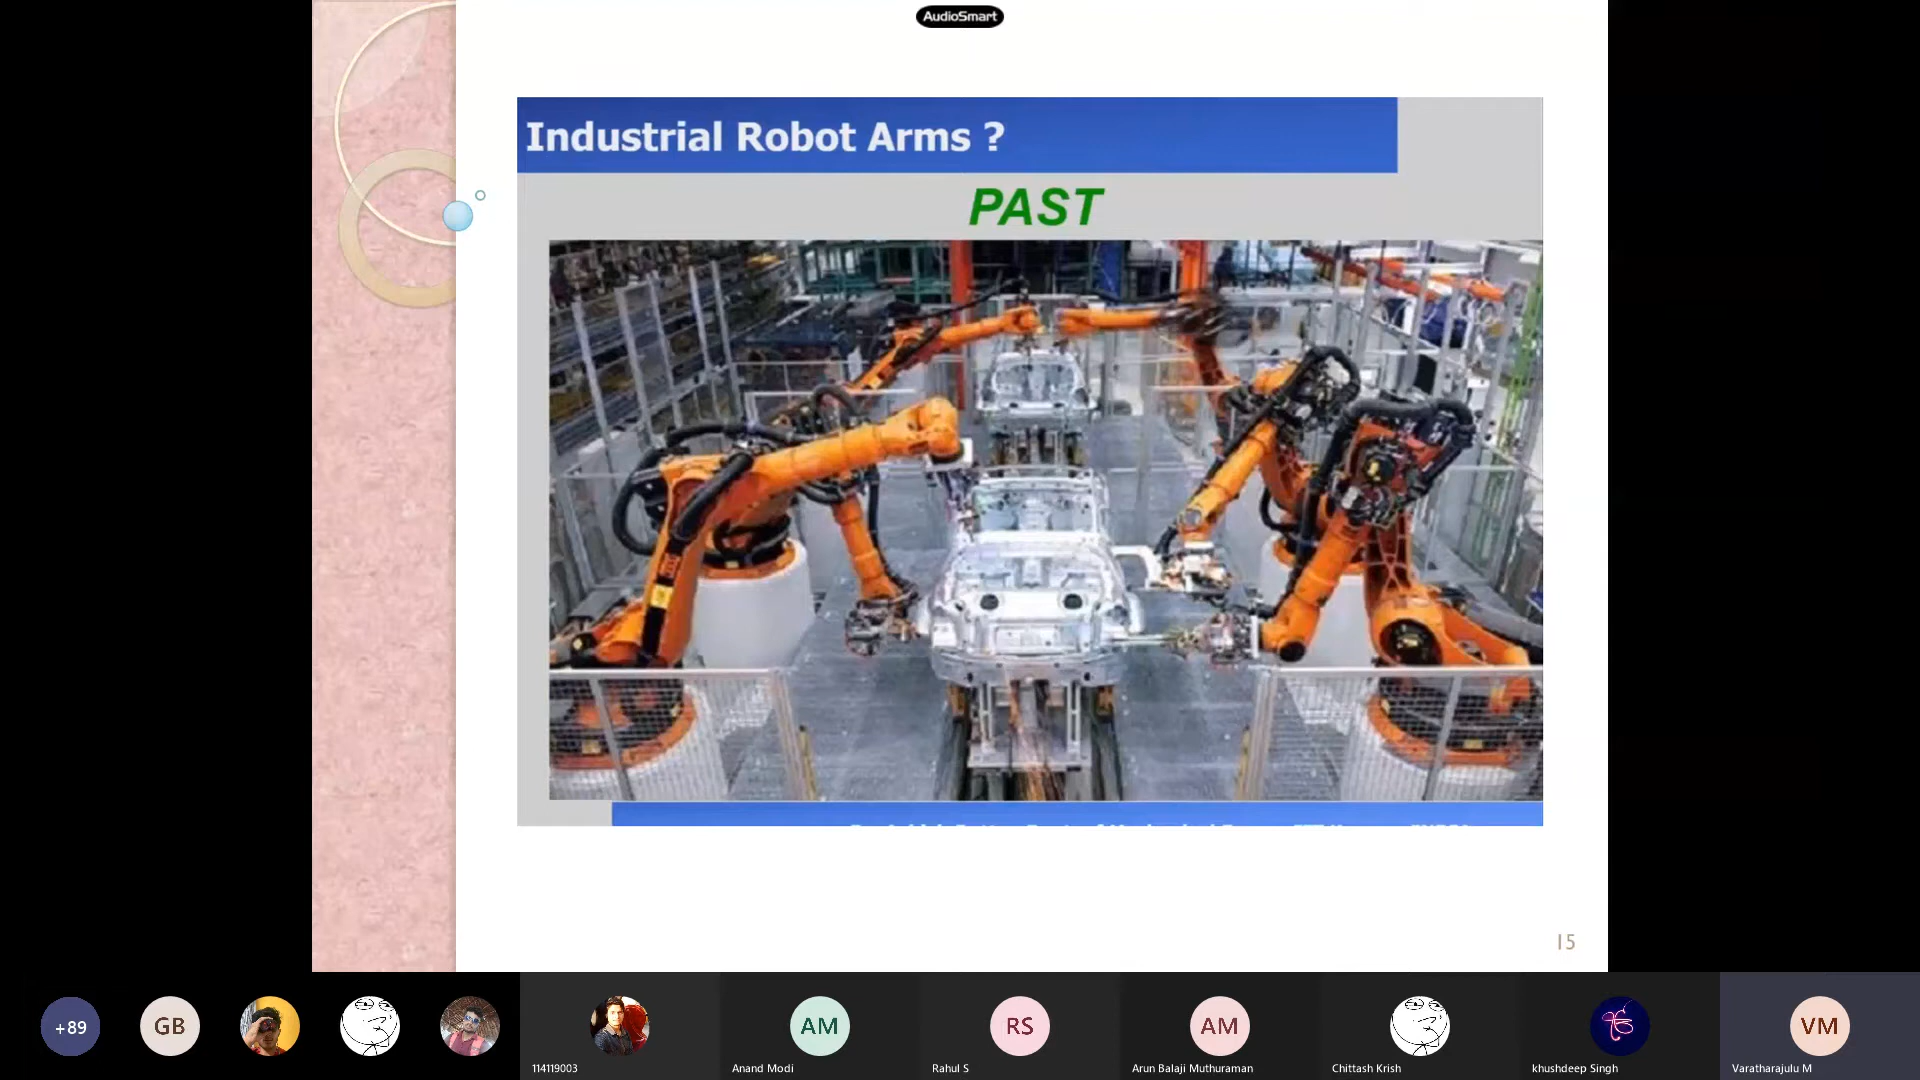 AudioSmart
Industrial Robot Arms ?
PAST
15
+89
GB
AM
RS
AM
VM
114119003
Anand Modi
Rahul S
Arun Balaji Muthuraman
Chittash Krish
khushdeep Singh
Varatharajulu M